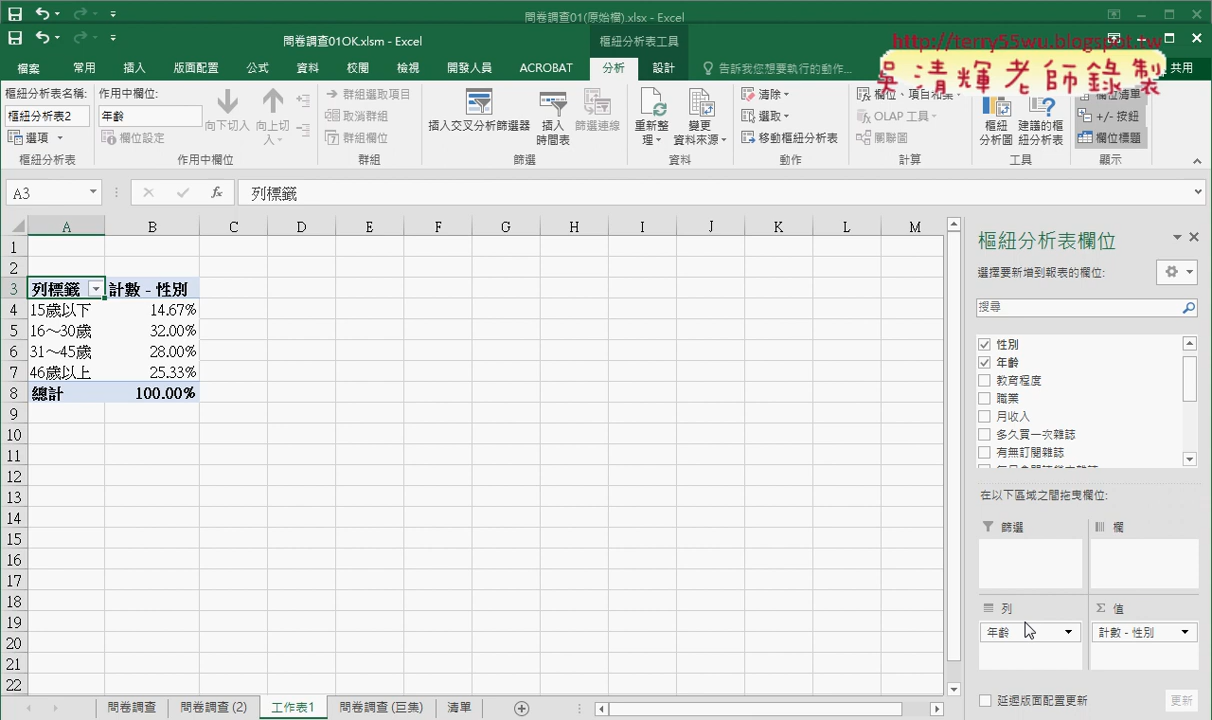 問卷調查01(原始檔).xlsx - Excel
問卷調查01OK.xlsm - Excel
樞紐分析表工具
http://terry55wu.blogspot.tw
吳清輝老師錄製
檔案
常用
插入
版面配置
公式
資料
校閱
檢視
開發人員
ACROBAT
分析
設計
告訴我您想要執行的動作...
共用
樞紐分析表名稱:
樞紐分析表2
選項
樞紐分析表
作用中欄位:
年齡
欄位設定
向下切入
向上切入
作用中欄位
群組選取項目
取消群組
群組欄位
群組
插入交叉分析篩選器
插入時間表
篩選連線
篩選
重新整理
變更資料來源
資料
清除
選取
移動樞紐分析表
動作
OLAP 工具
關聯圖
計算
樞紐分析圖
建議的樞紐分析表
工具
欄位清單
+/- 按鈕
欄位標題
顯示
A3
fx
列標籤
A B C D E F G H I J K L M
1
2
3 列標籤 計數 - 性別
4 15歲以下 14.67%
5 16～30歲 32.00%
6 31～45歲 28.00%
7 46歲以上 25.33%
8 總計 100.00%
9
10
11
12
13
14
15
16
17
18
19
20
21
22
樞紐分析表欄位
選擇要新增到報表的欄位:
搜尋
性別
年齡
教育程度
職業
月收入
多久買一次雜誌
有無訂閱雜誌
在以下區域之間拖曳欄位:
篩選
欄
列
Σ 值
年齡
計數 - 性別
延遲版面配置更新
更新
問卷調查
問卷調查 (2)
工作表1
問卷調查 (巨集)
清單